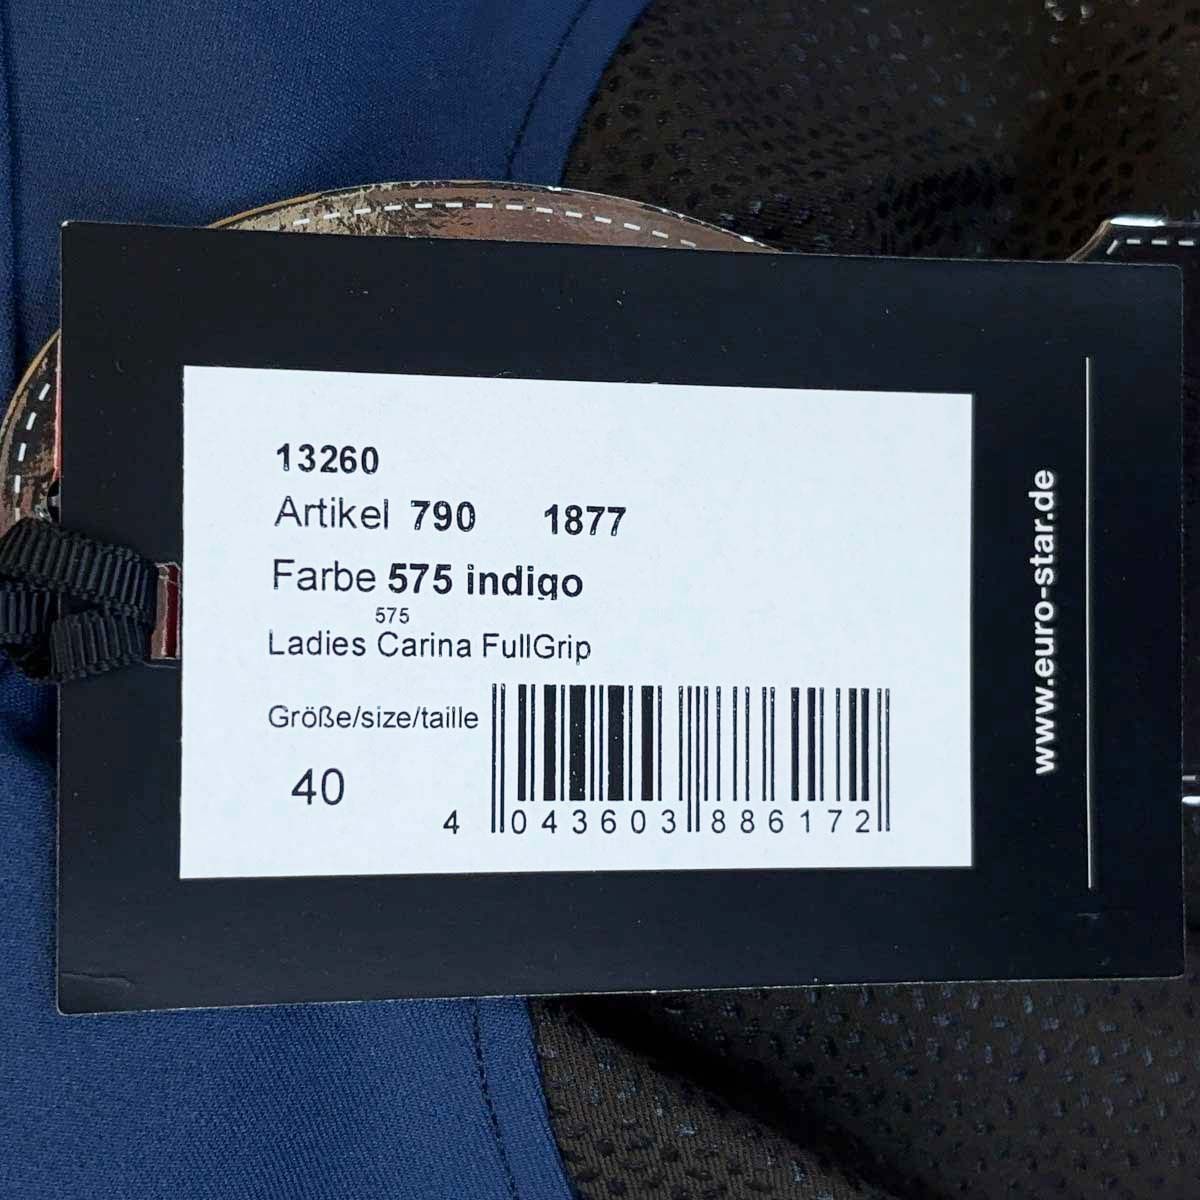 13260
Artikel 790 1877
Farbe 575 indigo
575
Ladies Carina FullGrip
Größe/size/taille
40
4 043603 886172
www.euro-star.de